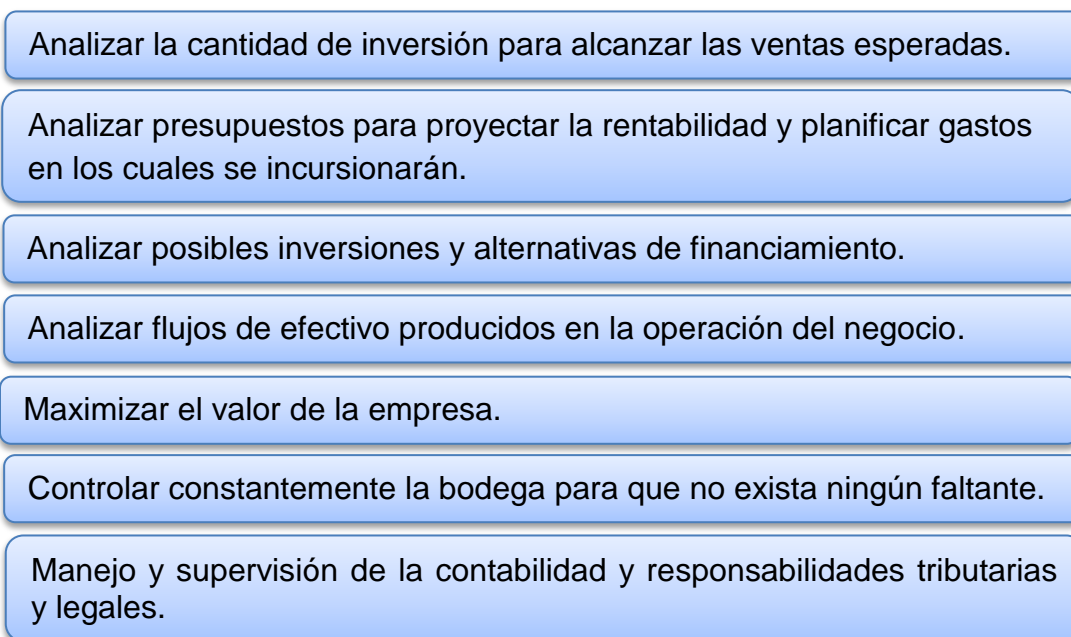 Analizar la cantidad de inversión para alcanzar las ventas esperadas.
Analizar presupuestos para proyectar la rentabilidad y planificar gastos
en los cuales se incursionarán.
Analizar posibles inversiones y alternativas de financiamiento.
Analizar flujos de efectivo producidos en la operación del negocio.
Maximizar el valor de la empresa.
Controlar constantemente la bodega para que no exista ningún faltante.
Manejo y supervisión de la contabilidad y responsabilidades tributarias
y legales.